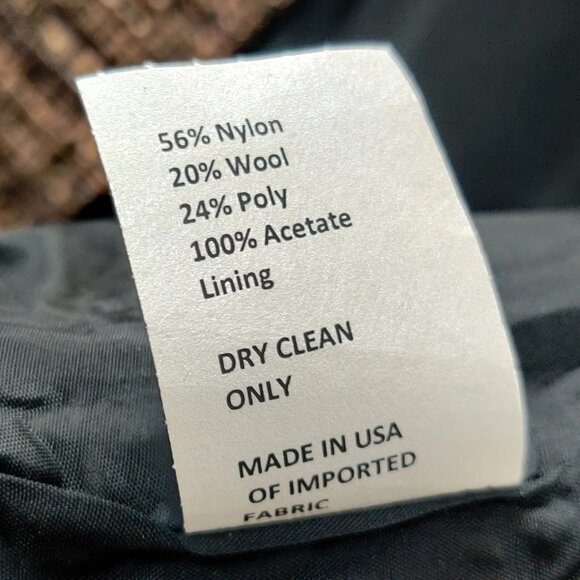 56% Nylon
20% Wool
24% Poly
100% Acetate
Lining
DRY CLEAN
ONLY
MADE IN USA
OF IMPORTED
FABRIC